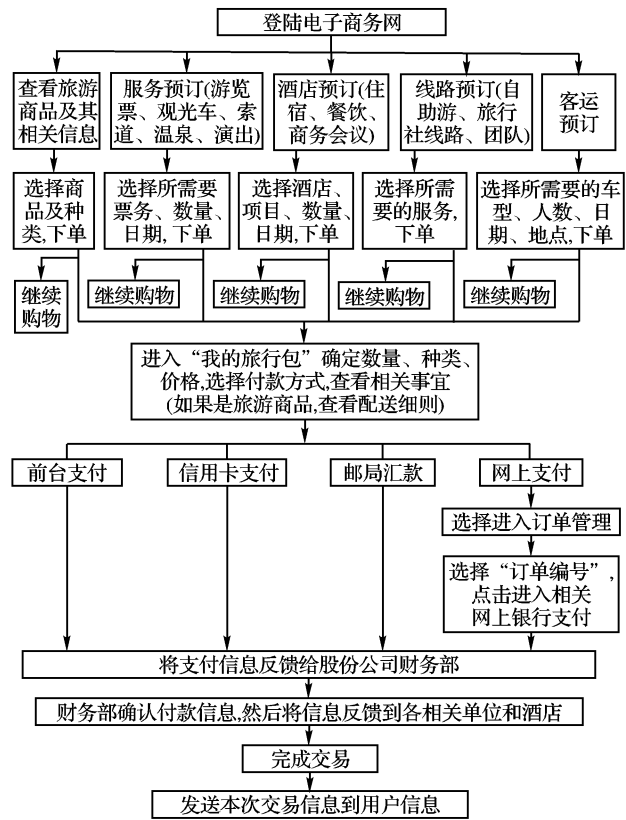 登陆电子商务网
查看旅游
商品及其
相关信息
服务预订(游览
票、观光车、索
道、温泉、演出)
酒店预订(住
宿、餐饮、
商务会议)
线路预订(自
助游、旅行
社线路、团队)
客运
预订
选择商
品及种
类,下单
选择所需要
票务、数量、
日期,下单
选择酒店、
项目、数量、
日期,下单
选择所需
要的服务,
下单
选择所需要的车
型、人数、日
期、地点,下单
继续
购物
继续购物
继续购物
继续购物
继续购物
进入“我的旅行包”确定数量、种类、
价格,选择付款方式,查看相关事宜
(如果是旅游商品,查看配送细则)
前台支付
信用卡支付
邮局汇款
网上支付
选择进入订单管理
选择“订单编号”,
点击进入相关
网上银行支付
将支付信息反馈给股份公司财务部
财务部确认付款信息,然后将信息反馈到各相关单位和酒店
完成交易
发送本次交易信息到用户信息